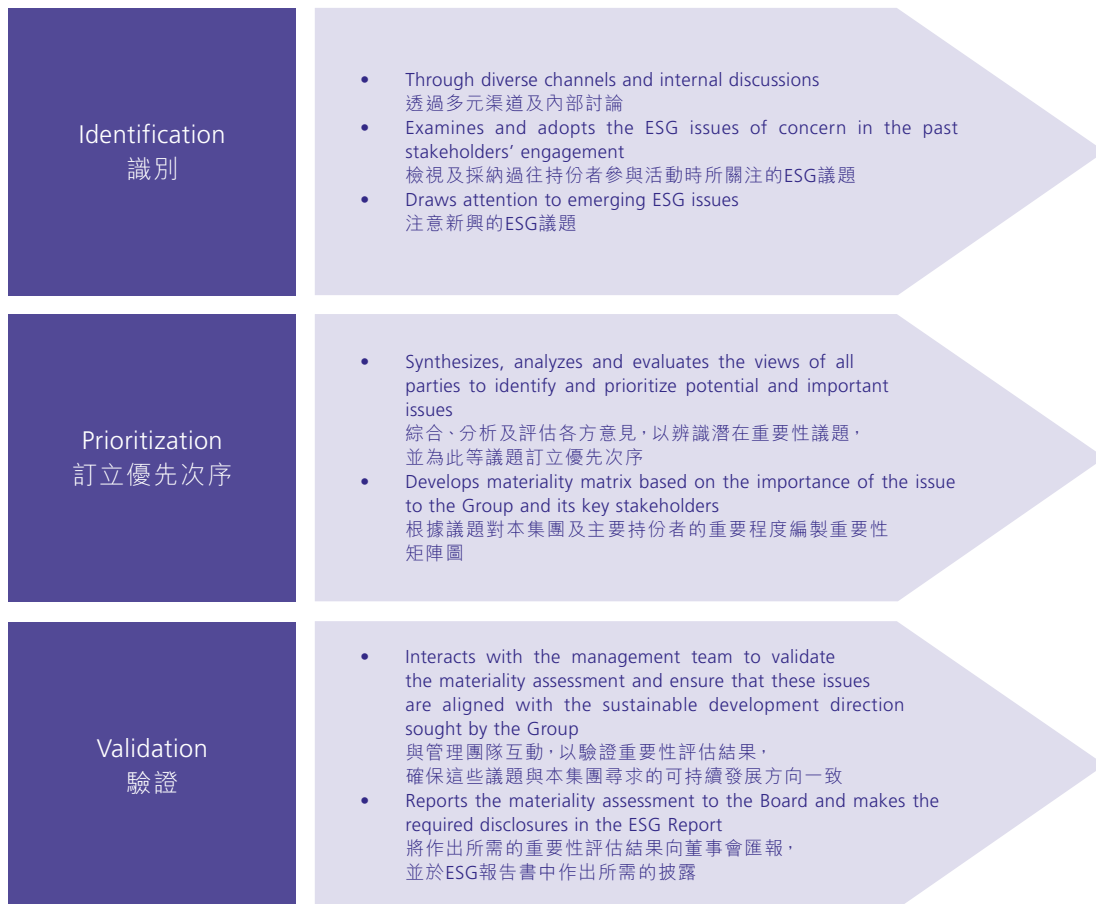 Identification
識別
• Through diverse channels and internal discussions
透過多元渠道及內部討論
• Examines and adopts the ESG issues of concern in the past
stakeholders' engagement
檢視及採納過往持份者參與活動時所關注的ESG議題
• Draws attention to emerging ESG issues
注意新興的ESG議題
Prioritization
訂立優先次序
• Synthesizes, analyzes and evaluates the views of all
parties to identify and prioritize potential and important
issues
綜合、分析及評估各方意見，以辨識潛在重要性議題，
並為此等議題訂立優先次序
• Develops materiality matrix based on the importance of the issue
to the Group and its key stakeholders
根據議題對本集團及主要持份者的重要程度編製重要性
矩陣圖
Validation
驗證
• Interacts with the management team to validate
the materiality assessment and ensure that these issues
are aligned with the sustainable development direction
sought by the Group
與管理團隊互動，以驗證重要性評估結果，
確保這些議題與本集團尋求的可持續發展方向一致
• Reports the materiality assessment to the Board and makes the
required disclosures in the ESG Report
將作出所需的重要性評估結果向董事會匯報，
並於ESG報告書中作出所需的披露